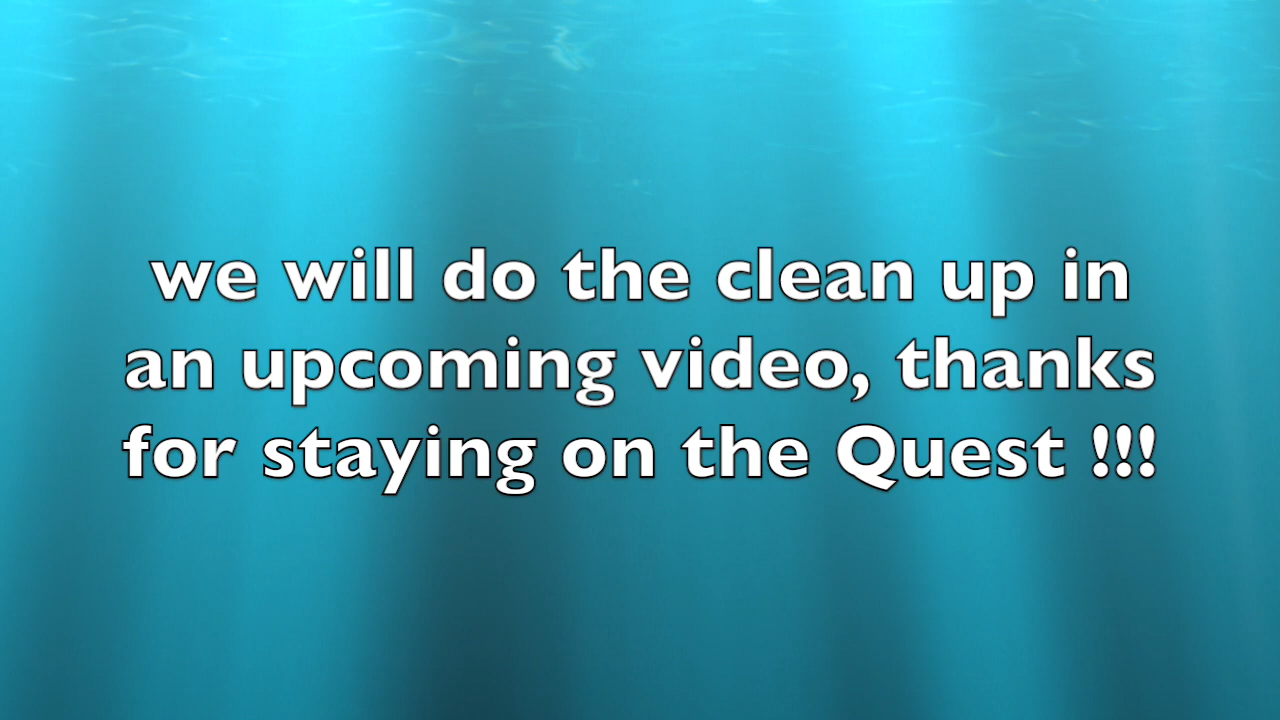 we will do the clean up in
an upcoming video, thanks
for staying on the Quest !!!